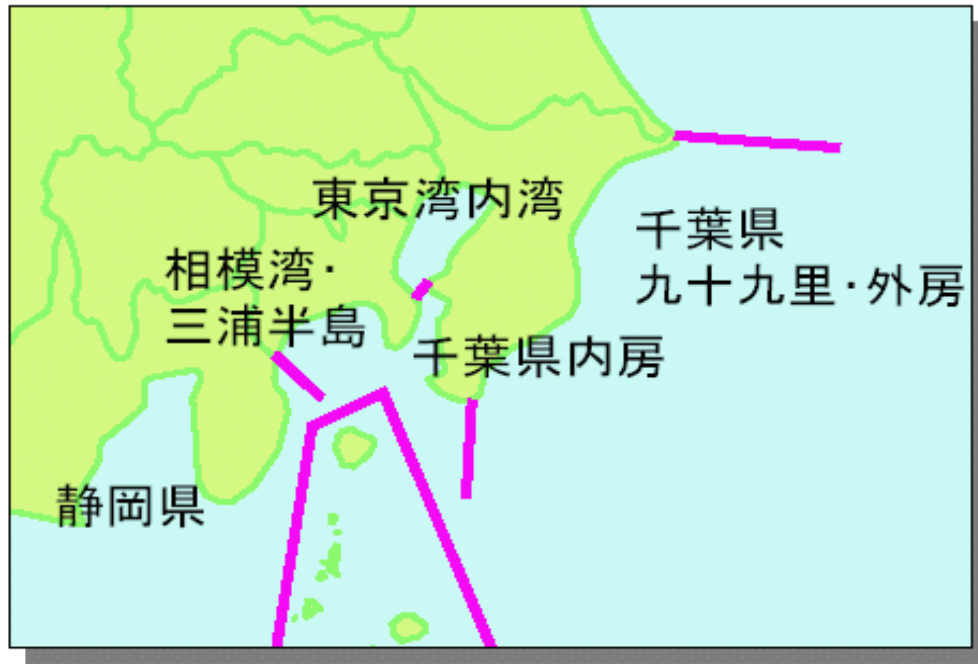 東京湾内湾
千葉県
九十九里・外房
相模湾・
三浦半島
千葉県内房
静岡県